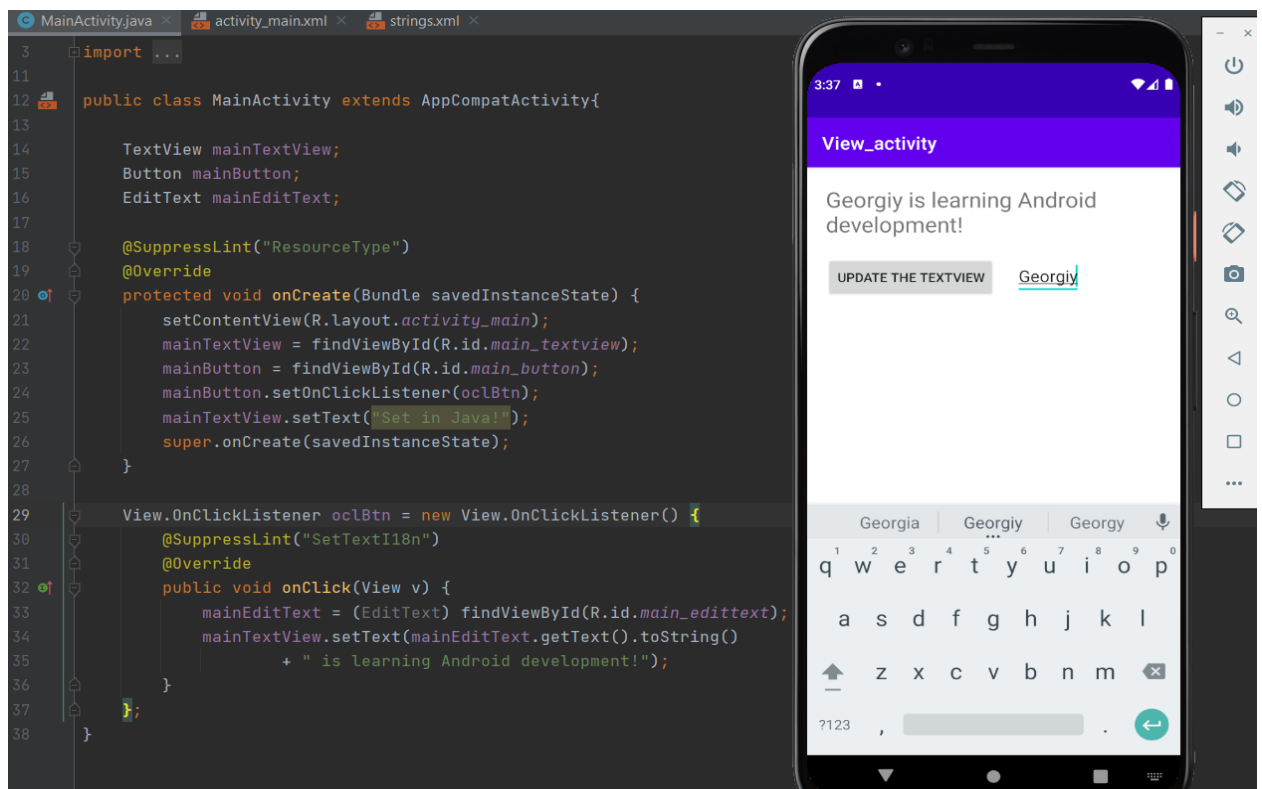 MainActivity.java activity_main.xml strings.xml
3 import ...
11
12 public class MainActivity extends AppCompatActivity{
13
14 TextView mainTextView;
15 Button mainButton;
16 EditText mainEditText;
17
18 @SuppressLint("ResourceType")
19 @Override
20 protected void onCreate(Bundle savedInstanceState) {
21 setContentView(R.layout.activity_main);
22 mainTextView = findViewById(R.id.main_textview);
23 mainButton = findViewById(R.id.main_button);
24 mainButton.setOnClickListener(oclBtn);
25 mainTextView.setText("Set in Java!");
26 super.onCreate(savedInstanceState);
27 }
28
29 View.OnClickListener oclBtn = new View.OnClickListener() {
30 @SuppressLint("SetTextI18n")
31 @Override
32 public void onClick(View v) {
33 mainEditText = (EditText) findViewById(R.id.main_edittext);
34 mainTextView.setText(mainEditText.getText().toString()
35 + " is learning Android development!");
36 }
37 };
38 }
3:37
View_activity
Georgiy is learning Android
development!
UPDATE THE TEXTVIEW Georgiy
Georgia Georgiy Georgy
1 2 3 4 5 6 7 8 9 0
q w e r t y u i o p
a s d f g h j k l
z x c v b n m
?123 , .